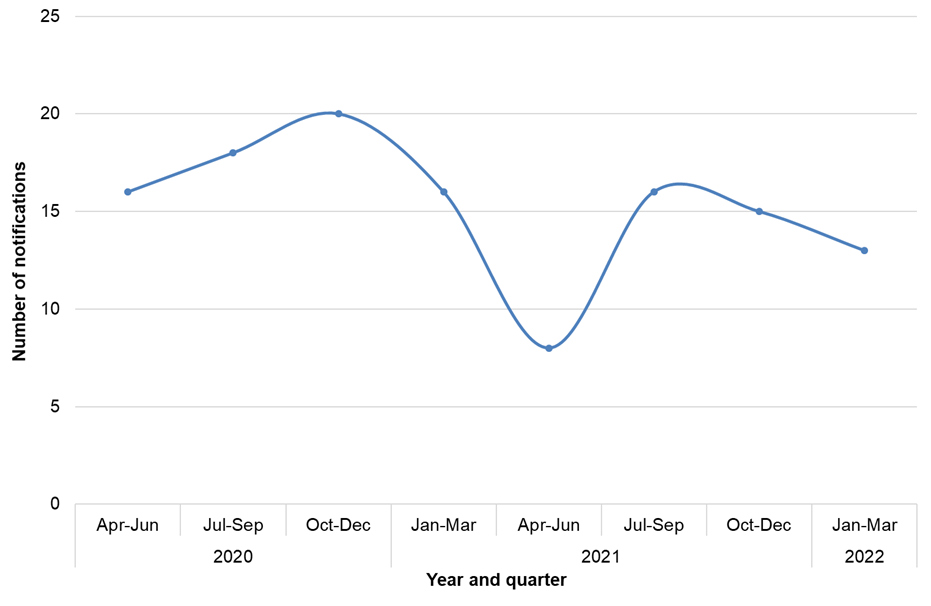 25
20
15
10
5
0
Number of notifications
Apr-Jun Jul-Sep Oct-Dec Jan-Mar Apr-Jun Jul-Sep Oct-Dec Jan-Mar
2020 2021 2022
Year and quarter